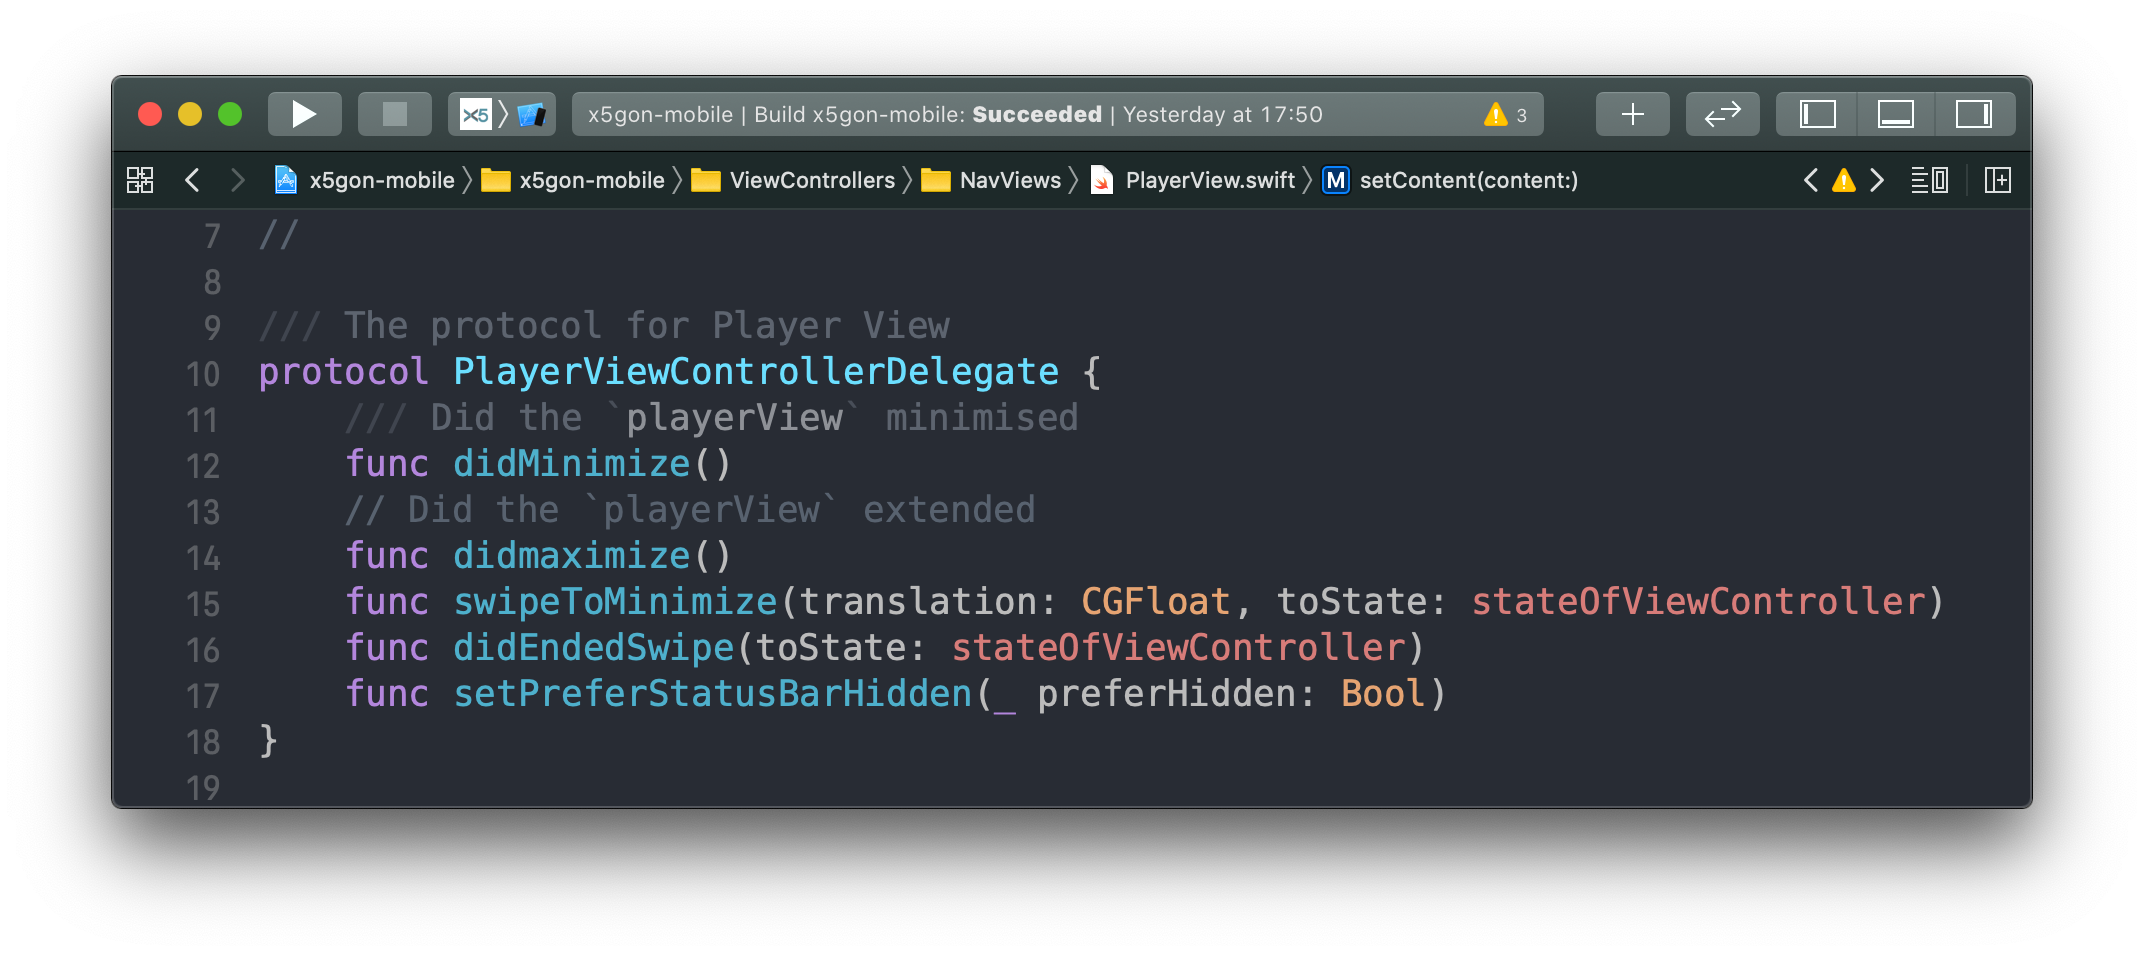 X5 x5gon-mobile | Build x5gon-mobile: Succeeded | Yesterday at 17:50 3
x5gon-mobile x5gon-mobile ViewControllers NavViews PlayerView.swift M setContent(content:)
7 //
8
9 /// The protocol for Player View
10 protocol PlayerViewControllerDelegate {
11     /// Did the `playerView` minimised
12     func didMinimize()
13     // Did the `playerView` extended
14     func didmaximize()
15     func swipeToMinimize(translation: CGFloat, toState: stateOfViewController)
16     func didEndedSwipe(toState: stateOfViewController)
17     func setPreferStatusBarHidden(_ preferHidden: Bool)
18 }
19